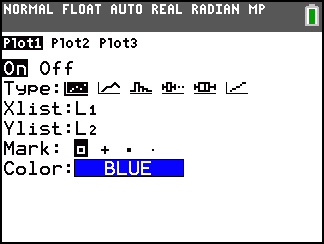 NORMAL FLOAT AUTO REAL RADIAN MP
Plot1 Plot2 Plot3
On Off
Type:
Xlist:L1
Ylist:L2
Mark: + .
Color: BLUE